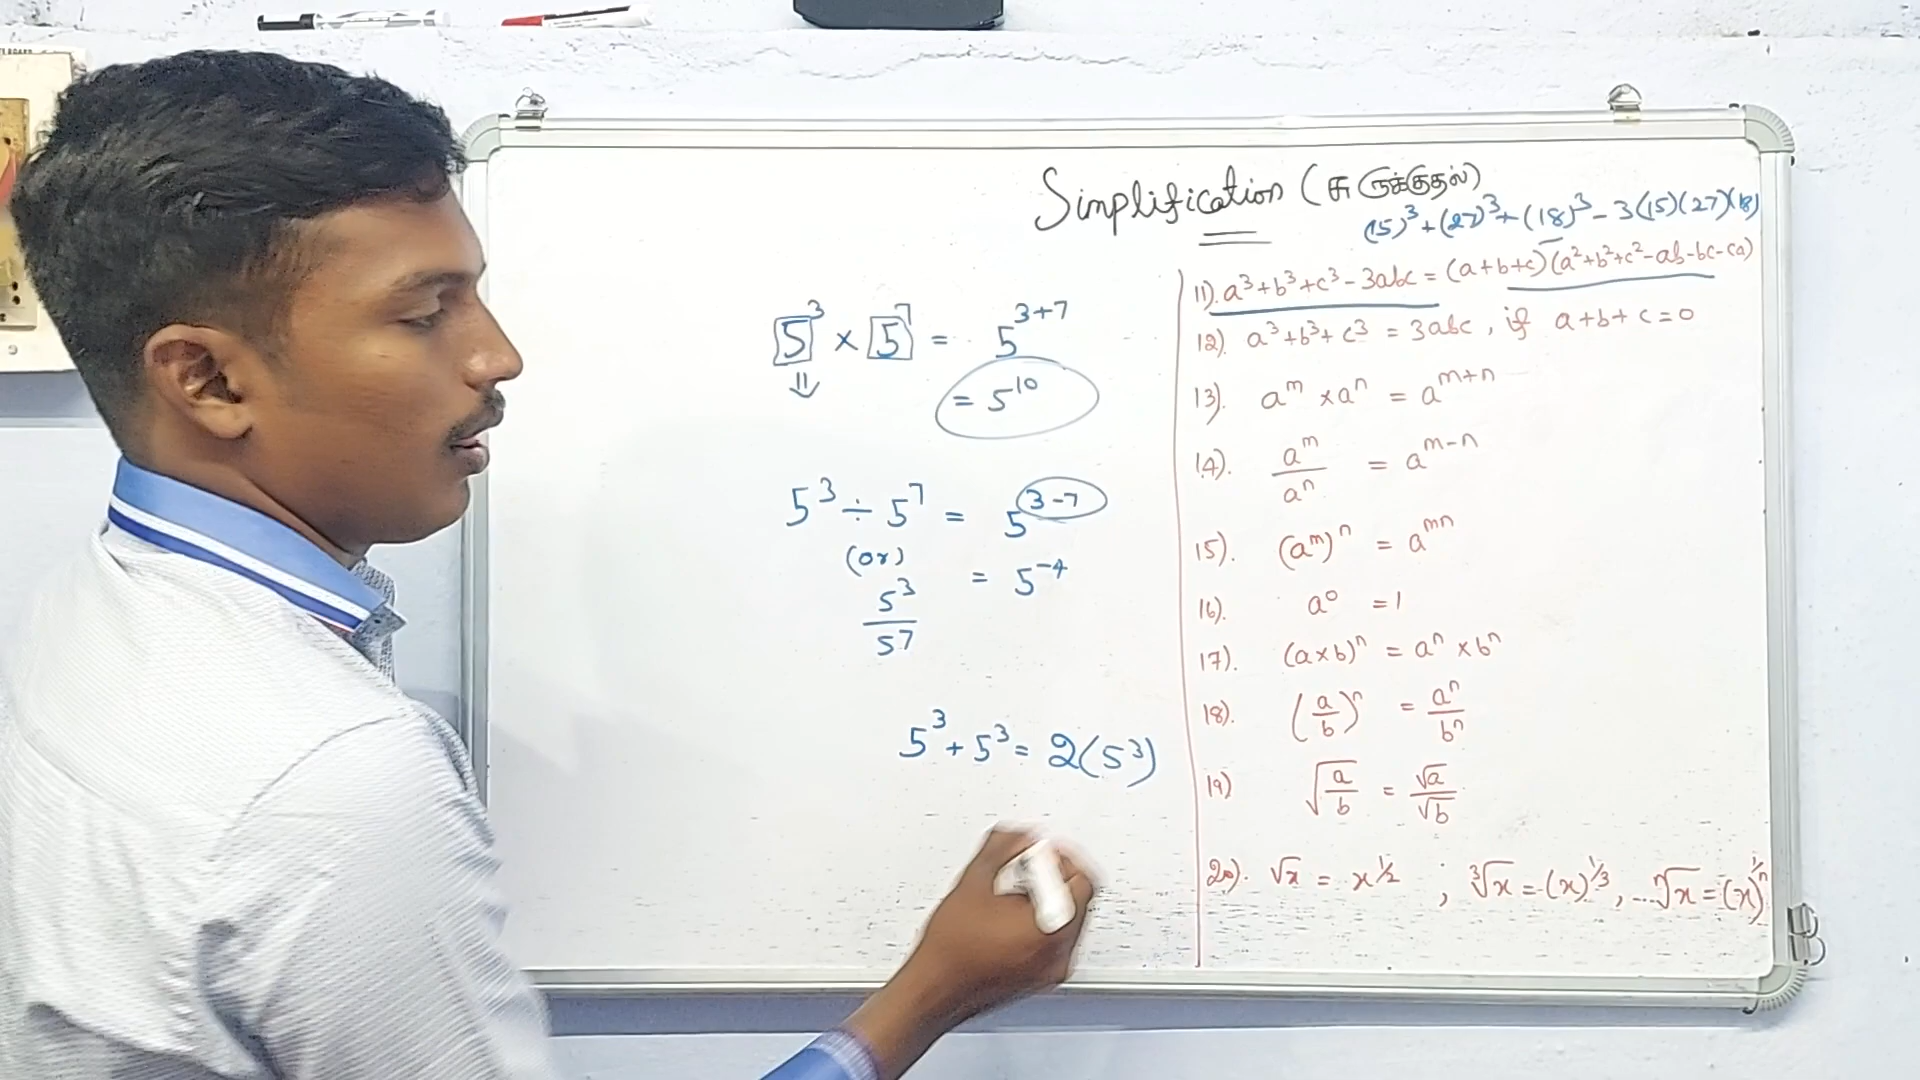 Simplification (சுருக்குதல்)
(15)³+(27)³+(18)³-3(15)(27)(18)
11). a³+b³+c³-3abc = (a+b+c)(a²+b²+c²-ab-bc-ca)
12). a³+b³+c³ = 3abc, if a+b+c=0
13). aᵐ × aⁿ = aᵐ⁺ⁿ
14). aᵐ/aⁿ = aᵐ⁻ⁿ
15). (aᵐ)ⁿ = aᵐⁿ
16). a⁰ = 1
17). (a×b)ⁿ = aⁿ × bⁿ
18). (a/b)ⁿ = aⁿ/bⁿ
19) √(a/b) = √a/√b
20). √x = x^1/2 ; ³√x = (x)^1/3, ...ⁿ√x = (x)^1/n
5³ × 5⁷ = 5³⁺⁷
⇓ = 5¹⁰
5³ ÷ 5⁷ = 5³⁻⁷
(or)
5³/5⁷ = 5⁻⁴
5³+5³ = 2(5³)